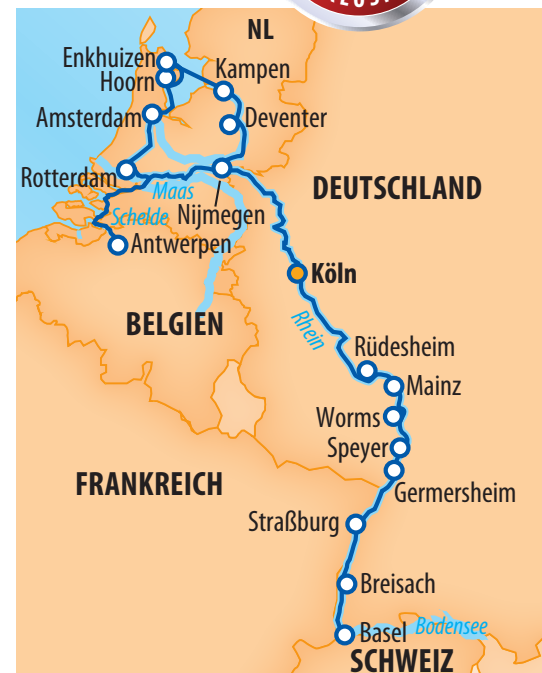 NL
Enkhuizen
Hoorn
Kampen
Amsterdam
Deventer
Rotterdam
Maas
DEUTSCHLAND
Schelde
Nijmegen
Antwerpen
Köln
BELGIEN
Rhein
Rüdesheim
Mainz
Worms
Speyer
FRANKREICH
Germersheim
Straßburg
Breisach
Basel
Bodensee
SCHWEIZ